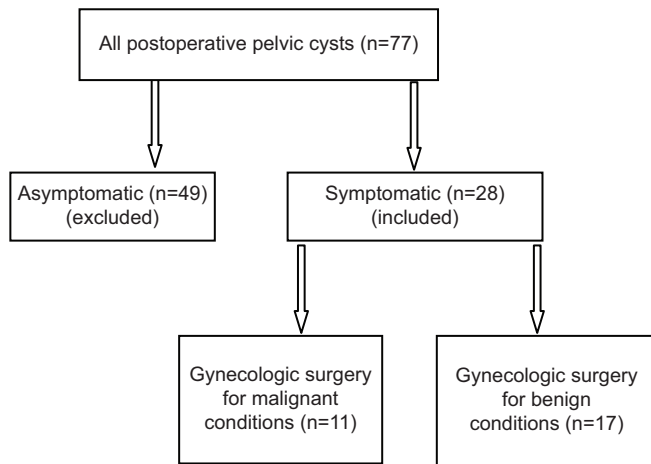 All postoperative pelvic cysts (n=77)
Asymptomatic (n=49)
(excluded)
Symptomatic (n=28)
(included)
Gynecologic surgery
for malignant
conditions (n=11)
Gynecologic surgery
for benign
conditions (n=17)